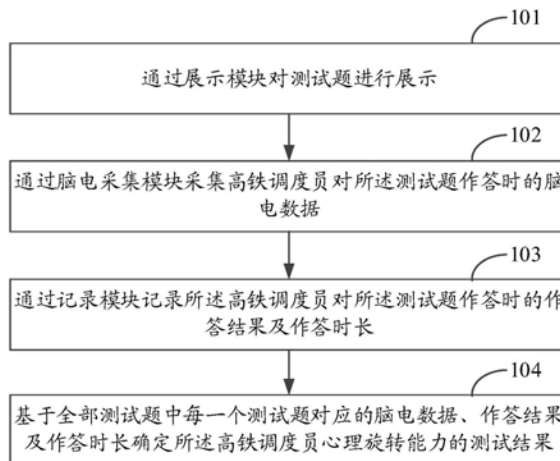 101
通过展示模块对测试题进行展示
102
通过脑电采集模块采集高铁调度员对所述测试题作答时的脑
电数据
103
通过记录模块记录所述高铁调度员对所述测试题作答时的作
答结果及作答时长
104
基于全部测试题中每一个测试题对应的脑电数据、作答结果
及作答时长确定所述高铁调度员心理旋转能力的测试结果